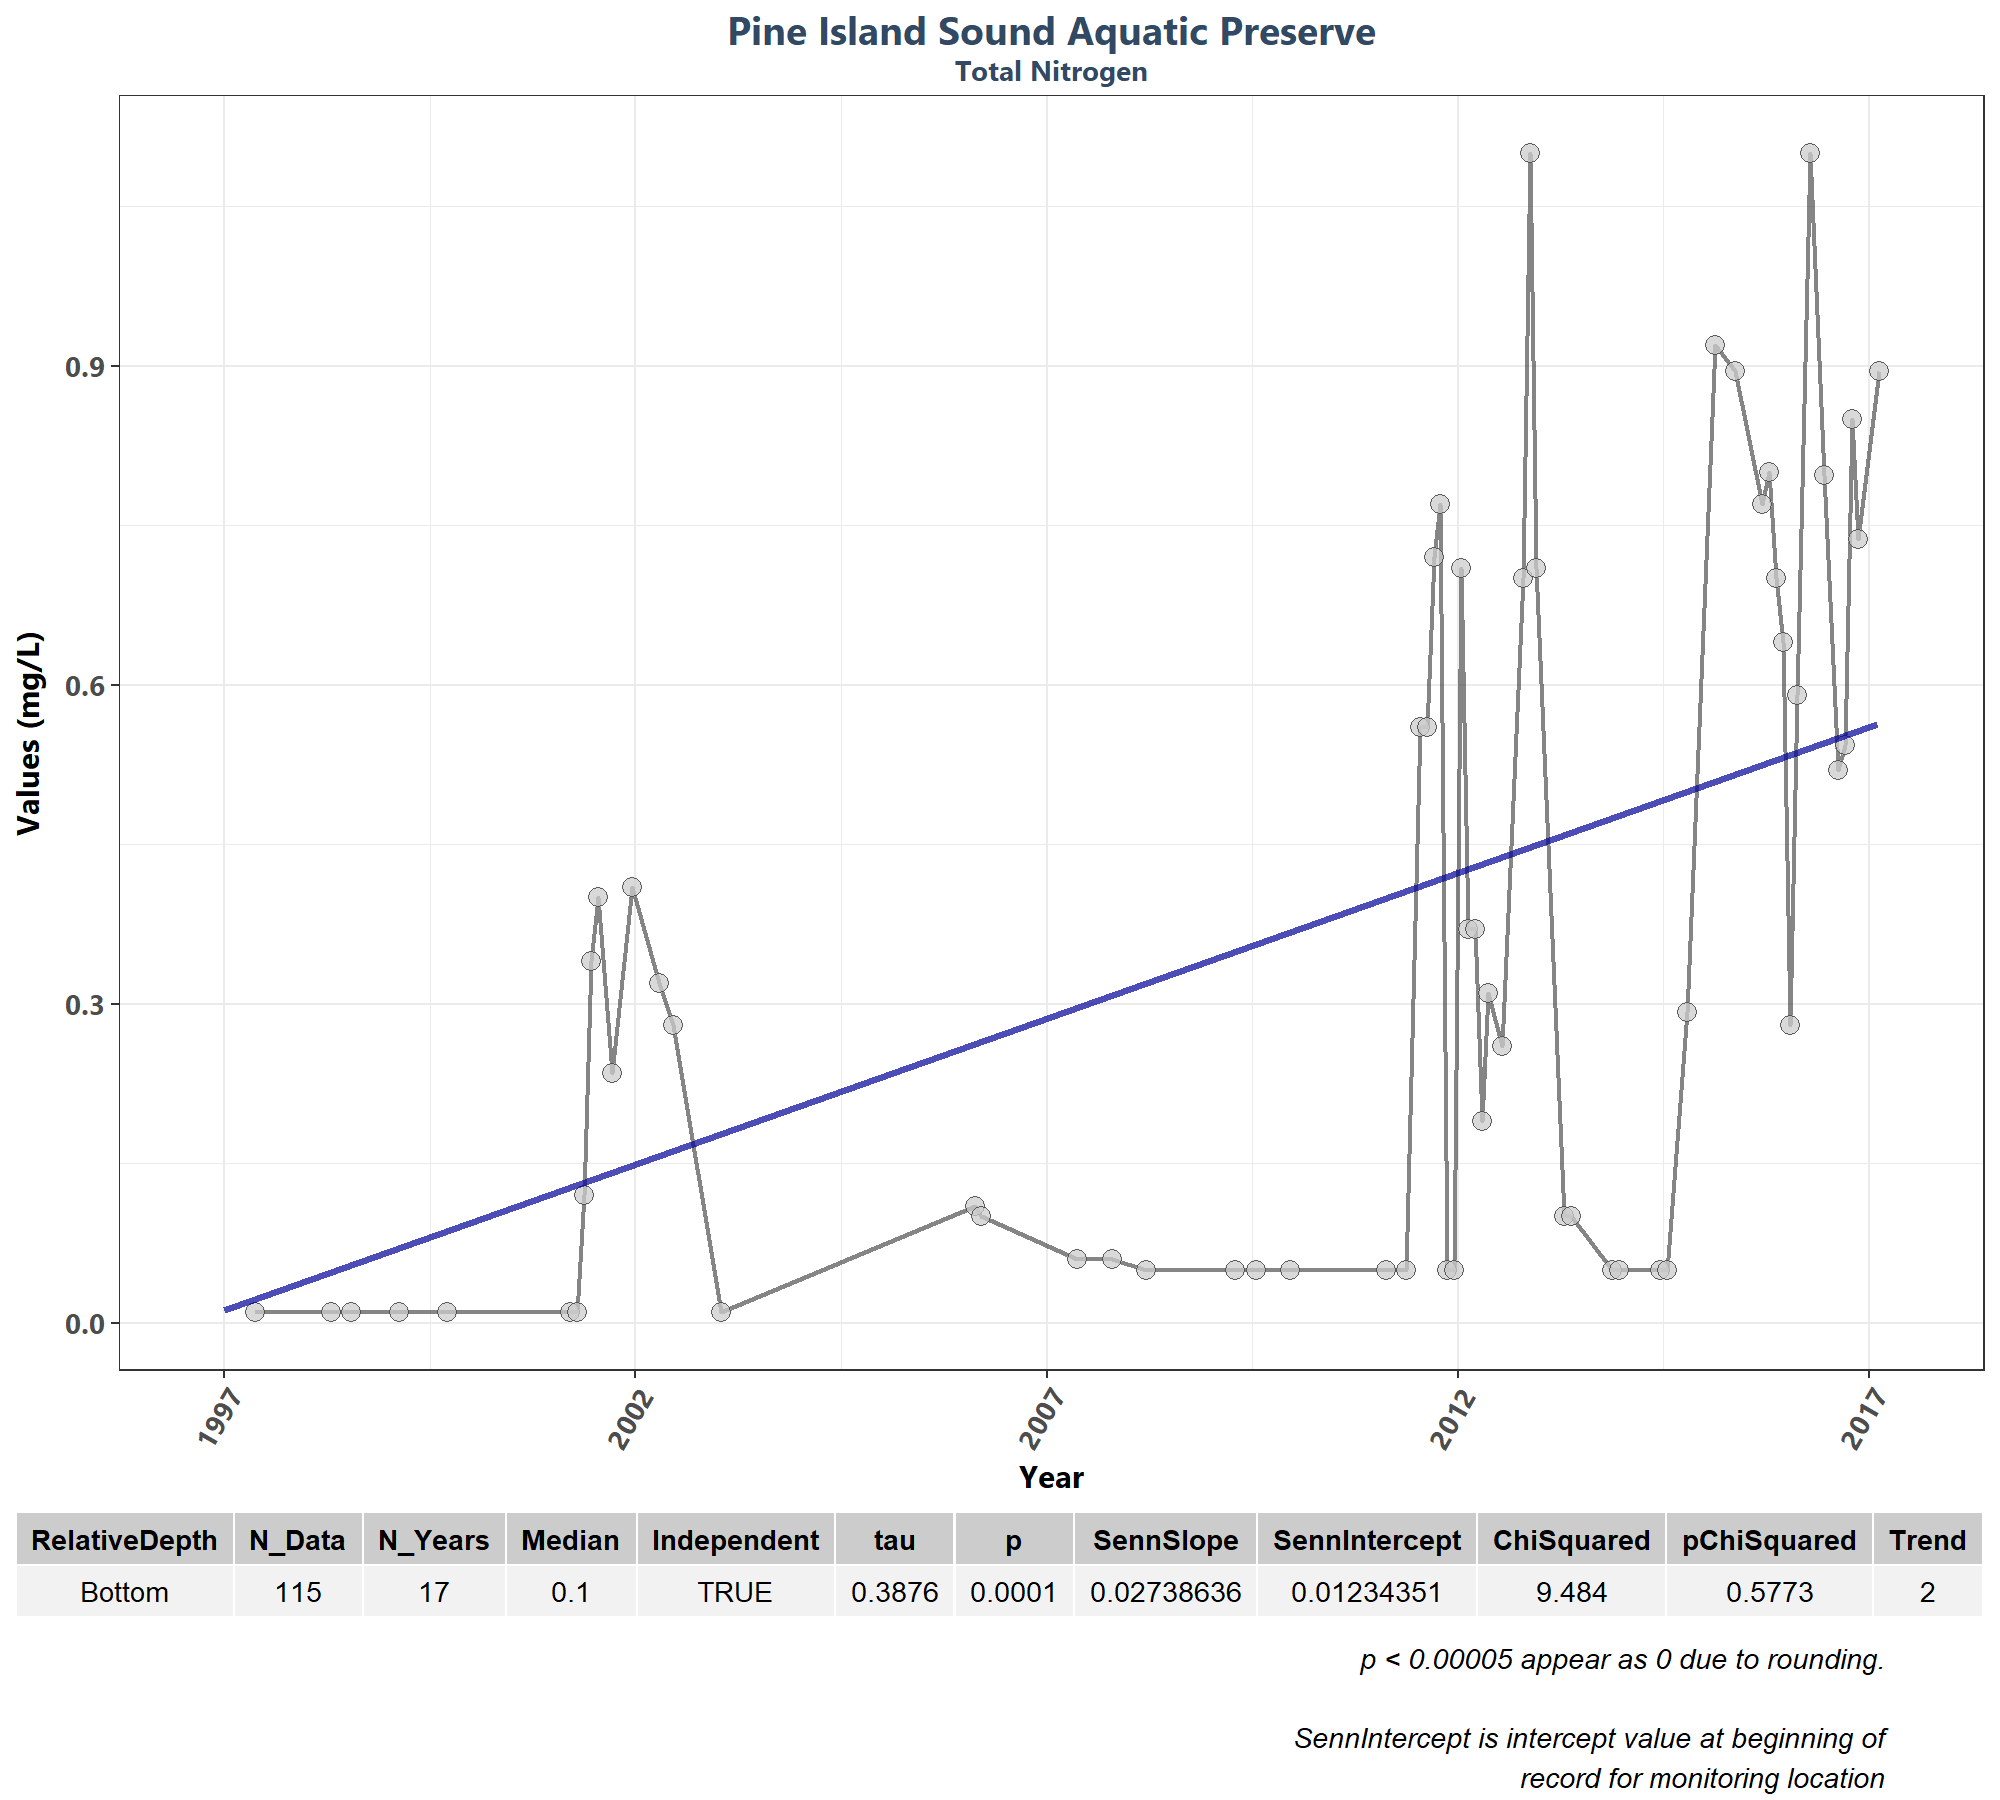 Pine Island Sound Aquatic Preserve
Total Nitrogen
Values (mg/L)
0.9
0.6
0.3
0.0
1997 2002 2007 2012 2017
Year
RelativeDepth N_Data N_Years Median Independent tau p SennSlope SennIntercept ChiSquared pChiSquared Trend
Bottom 115 17 0.1 TRUE 0.3876 0.0001 0.02738636 0.01234351 9.484 0.5773 2
p < 0.00005 appear as 0 due to rounding.
SennIntercept is intercept value at beginning of
record for monitoring location